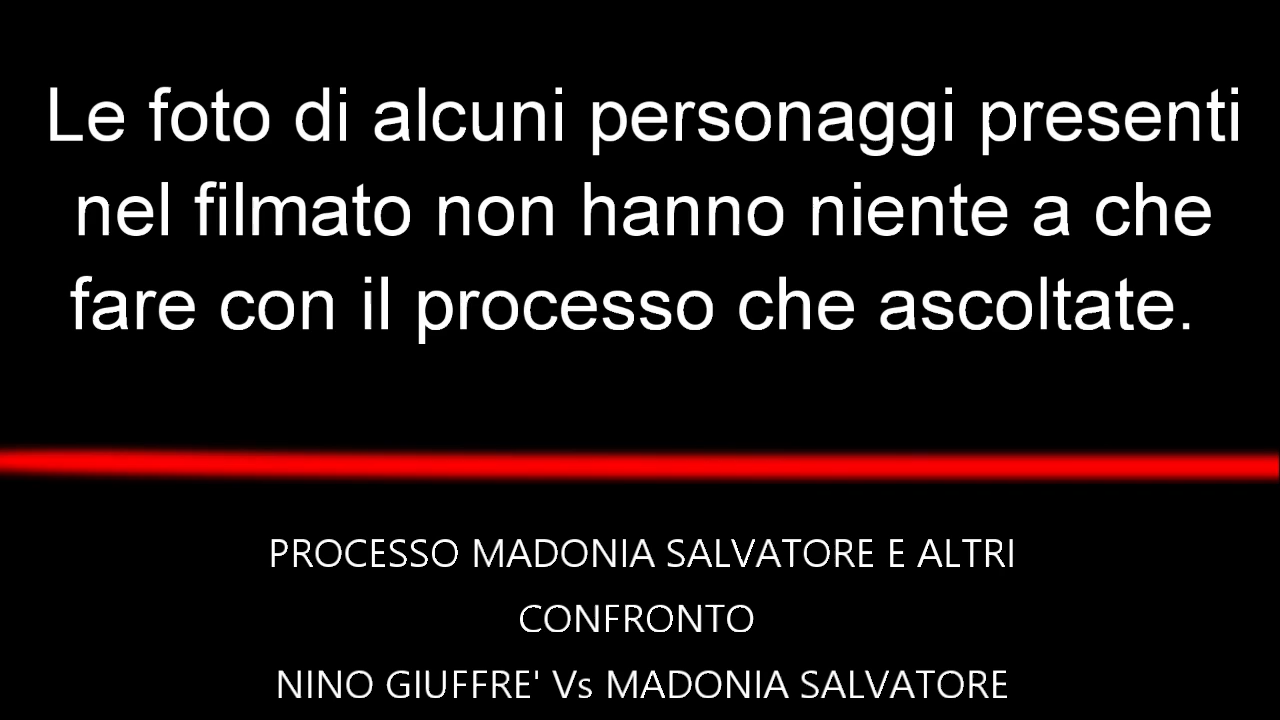 Le foto di alcuni personaggi presenti
nel filmato non hanno niente a che
fare con il processo che ascoltate.
PROCESSO MADONIA SALVATORE E ALTRI
CONFRONTO
NINO GIUFFRE' Vs MADONIA SALVATORE